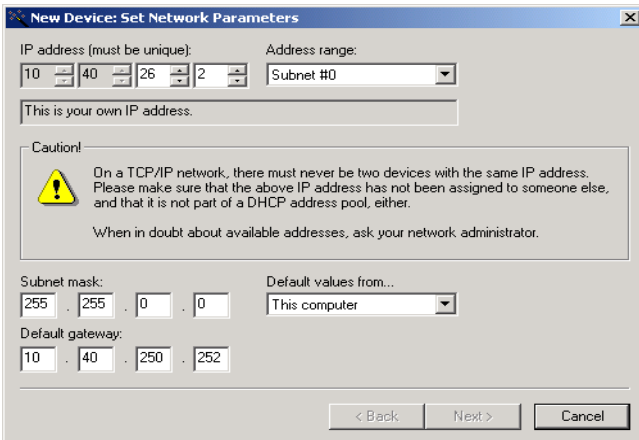 New Device: Set Network Parameters
IP address (must be unique): Address range:
10 40 26 2 Subnet #0
This is your own IP address.
Caution!
On a TCP/IP network, there must never be two devices with the same IP address.
Please make sure that the above IP address has not been assigned to someone else,
and that it is not part of a DHCP address pool, either.
When in doubt about available addresses, ask your network administrator.
Subnet mask: Default values from...
255 . 255 . 0 . 0 This computer
Default gateway:
10 . 40 . 250 . 252
< Back Next > Cancel